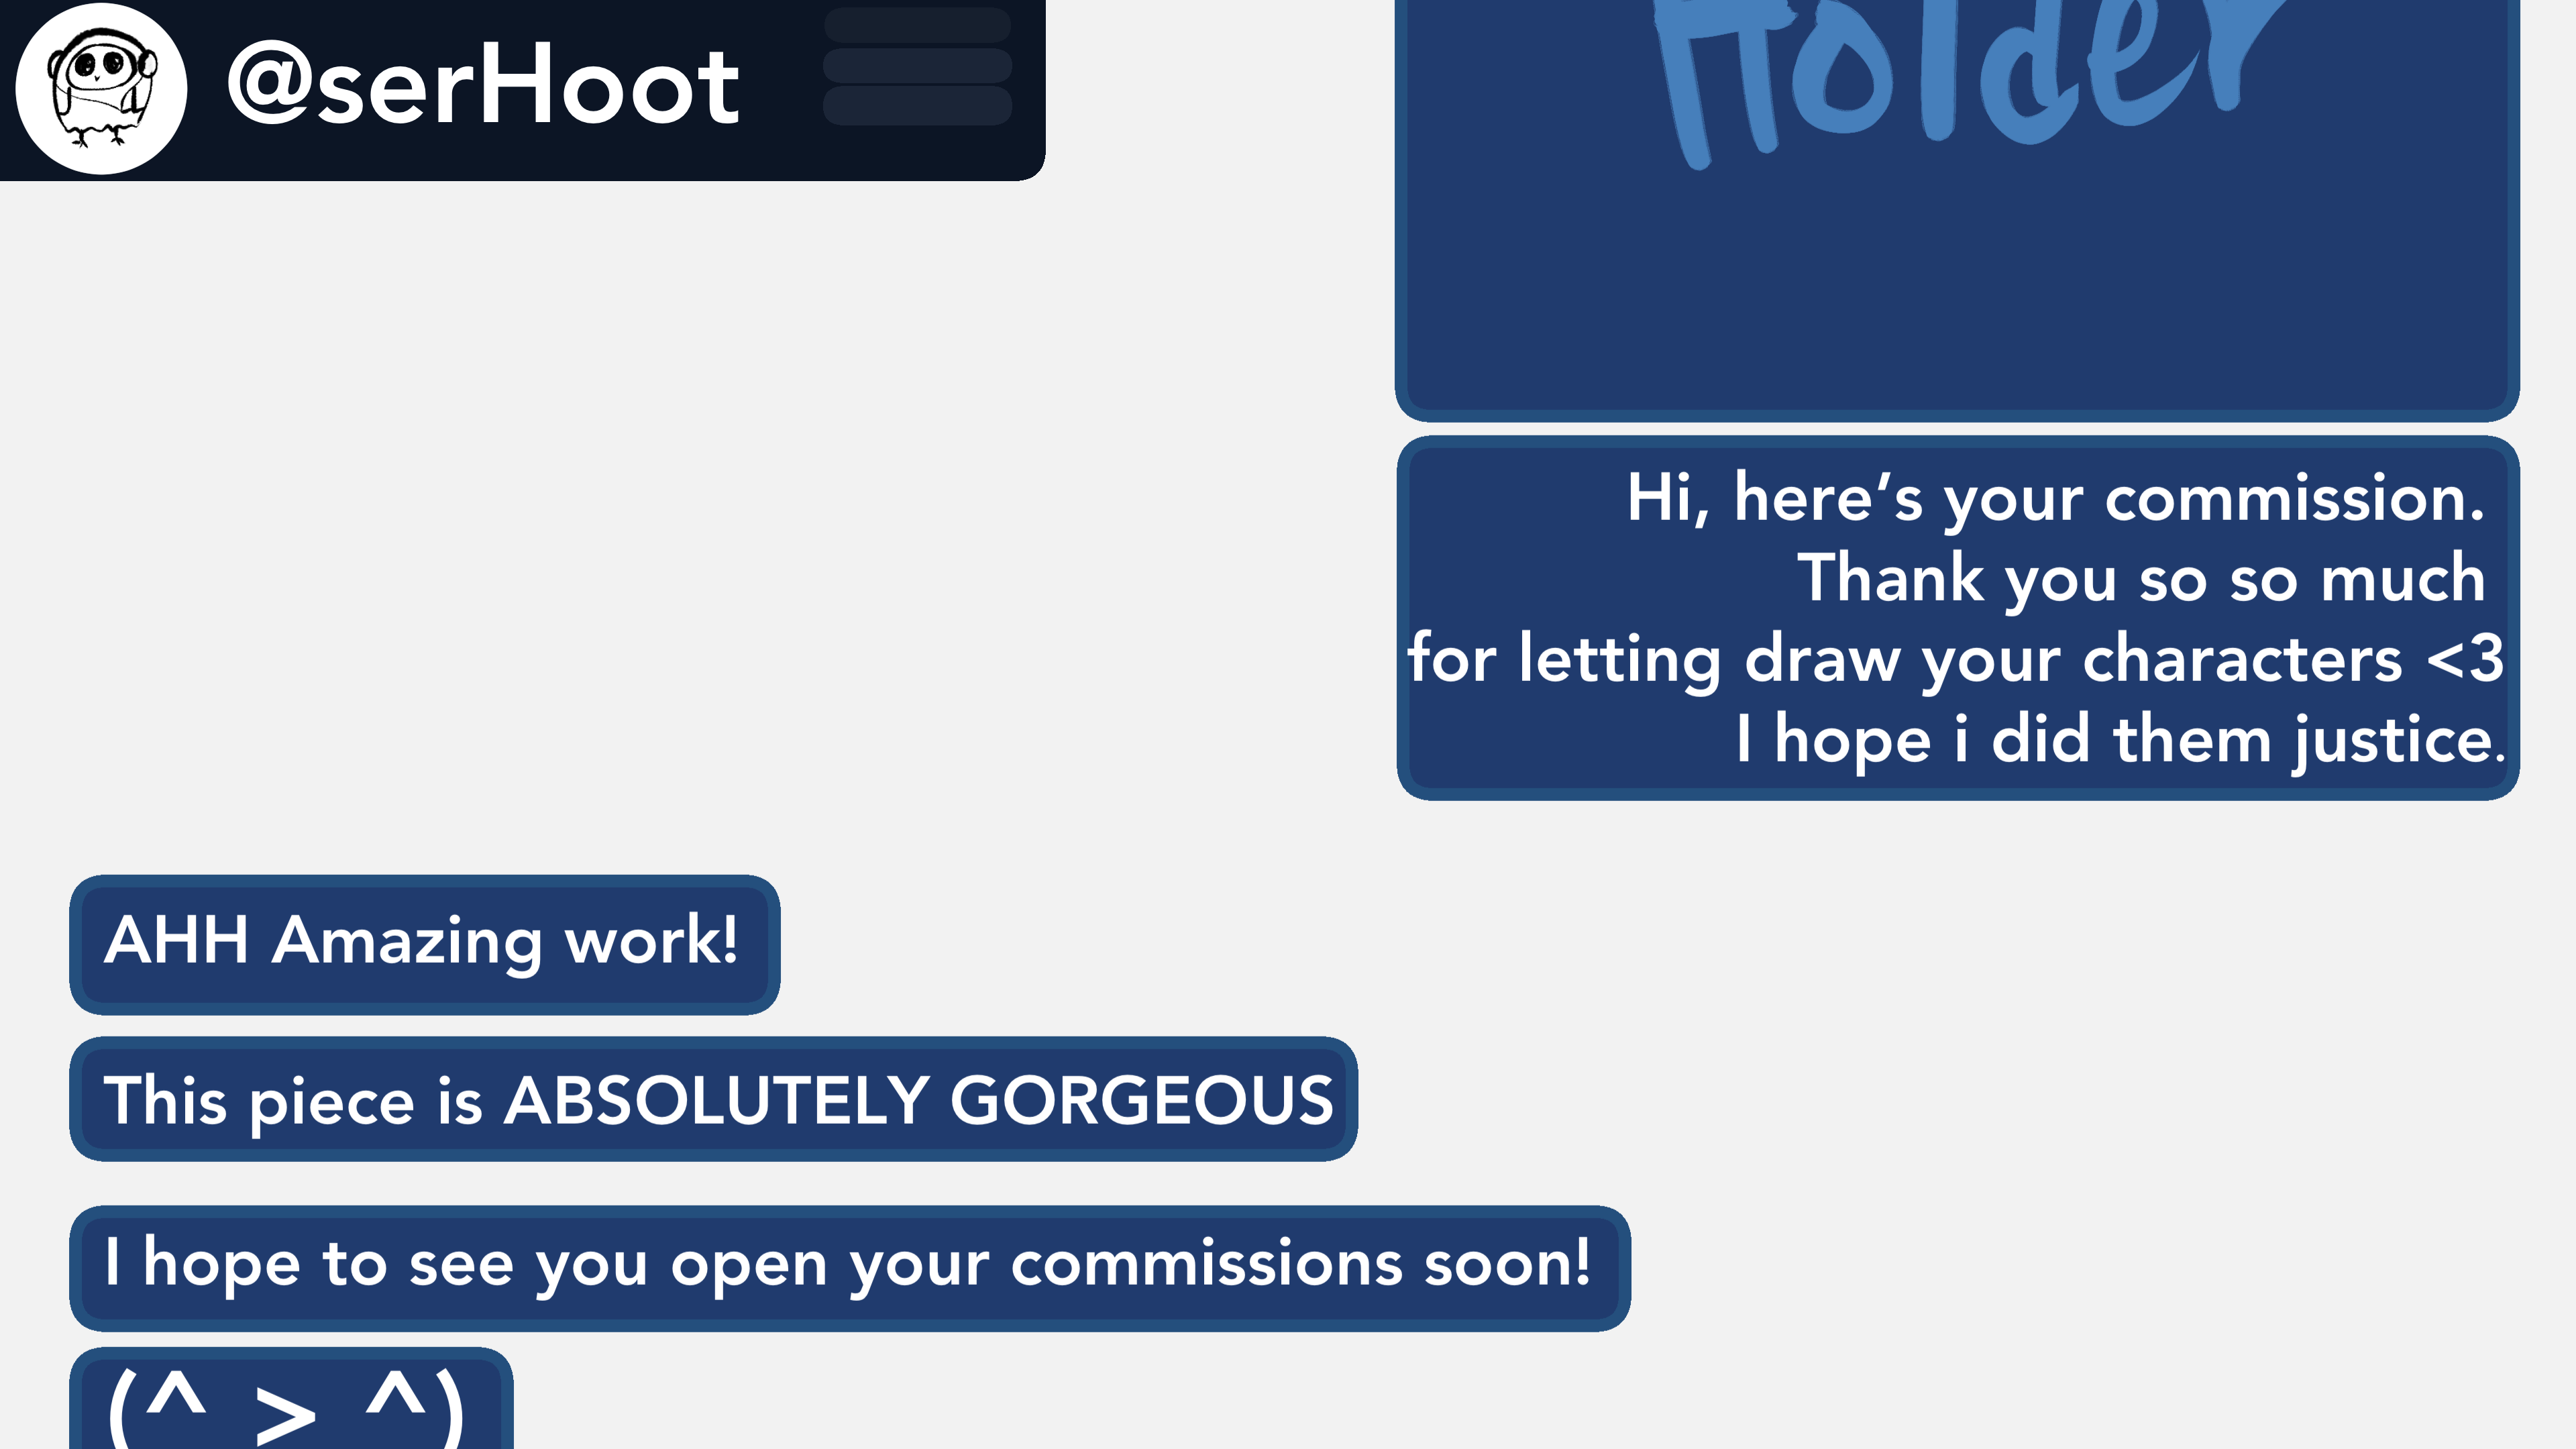 @serHoot
Holder
Hi, here’s your commission.
Thank you so so much
for letting draw your characters <3
I hope i did them justice.
AHH Amazing work!
This piece is ABSOLUTELY GORGEOUS
I hope to see you open your commissions soon!
(^ > ^)